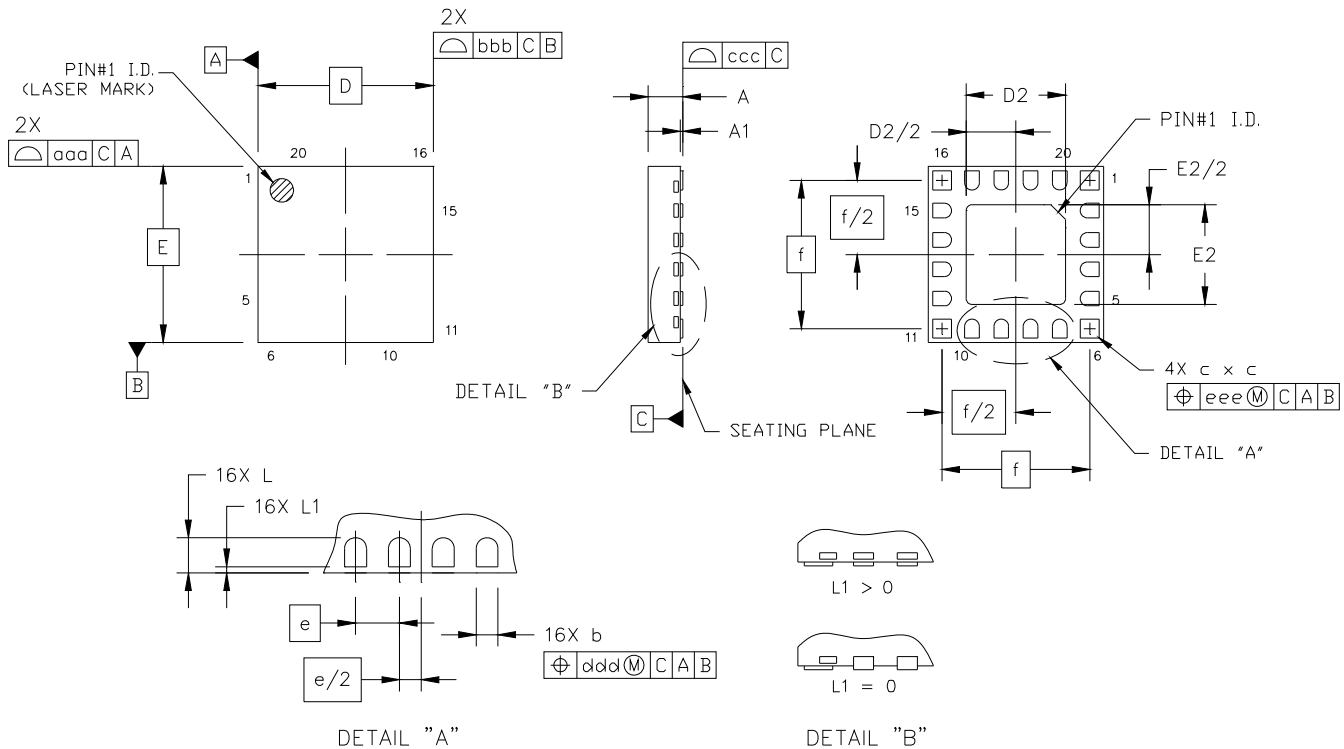 2X
bbb C B
A
D
PIN#1 I.D.
(LASER MARK)
2X
aaa C A
20 16
1
15
E
5
11
6 10
B
ccc C
A
A1
DETAIL "B"
C
SEATING PLANE
D2
D2/2
PIN#1 I.D.
16 20
1
E2/2
15
f/2
f
E2
5
11
10 6
4X c x c
eee Ⓜ C A B
f/2
DETAIL "A"
f
16X L
16X L1
e
16X b
ddd Ⓜ C A B
e/2
DETAIL "A"
L1 > 0
L1 = 0
DETAIL "B"